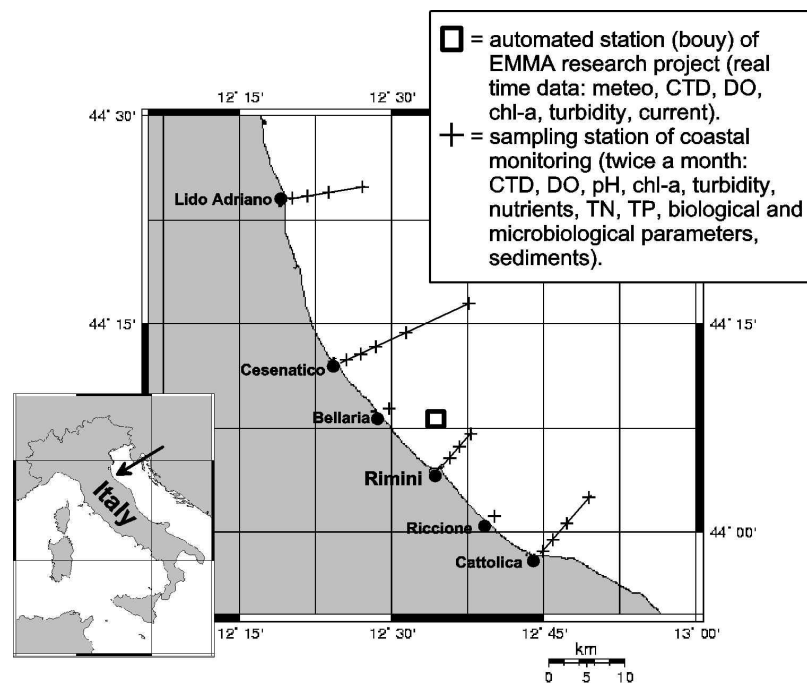 = automated station (bouy) of
EMMA research project (real
time data: meteo, CTD, DO,
chl-a, turbidity, current).
= sampling station of coastal
monitoring (twice a month:
CTD, DO, pH, chl-a, turbidity,
nutrients, TN, TP, biological and
microbiological parameters,
sediments).
12° 15' 12° 30'
44° 30'
Lido Adriano
44° 15' 44° 15'
Cesenatico
Bellaria
Rimini
Riccione
44° 00'
Cattolica
Italy
12° 15' 12° 30' 12° 45' 13° 00'
km
0 5 10